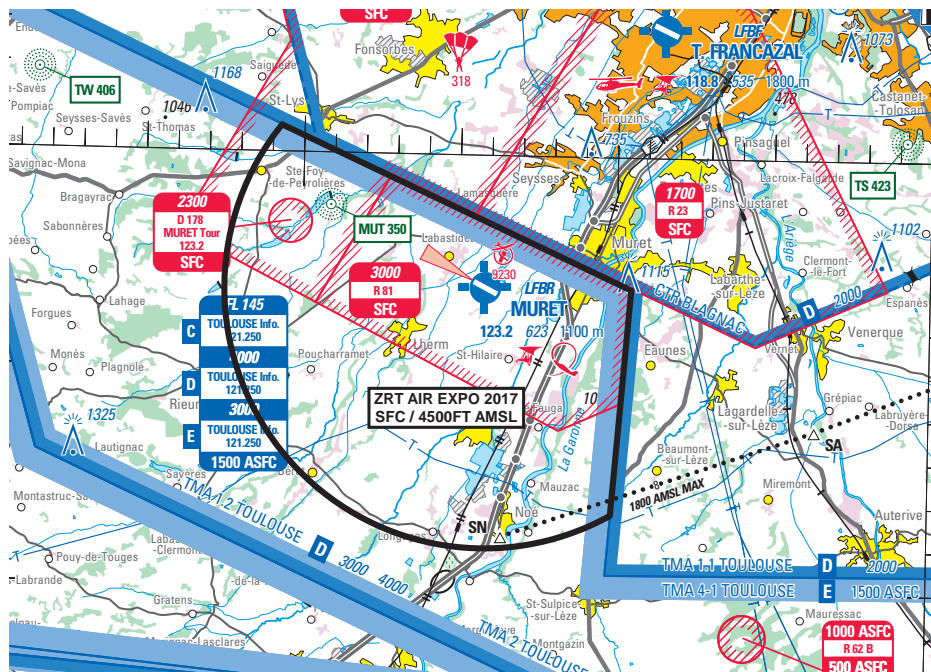 SFC
Fonsorbes
318
LFBF
T. FRANCAZAL
118.8
535
1800 m
1073
478
Castanet-
-Tolosan
1168
Saiguède
St-Lys
TW 406
Pompiac
Seysses-Savès
1046
St-Thomas
Frouzins
735
Pinsaguel
Savignac-Mona
Ste-Foy-
-de-Peyrolières
Seysses
Lamasquère
Lacroix-Falgarde
TS 423
Bragayrac
Sabonnères
2300
D 178
MURET Tour
123.2
SFC
MUT 350
Labastide
1700
R 23
SFC
Pins-Justaret
Muret
Ariège
1102
Clermont-
-le-Fort
3000
R 81
SFC
9230
LFBR
MURET
123.2
623
1100 m
1115
CTR BLAGNAC
Labarthe-
-sur-Lèze
D
2000
Espanès
Lahage
Forgues
FL 145
C
TOULOUSE Info.
121.250
D
TOULOUSE Info.
121.250
E
TOULOUSE Info.
121.250
1500 ASFC
Monès
Plagnole
Poucharramet
Lherm
St-Hilaire
Eaunes
Vernet
Venerque
ZRT AIR EXPO 2017
SFC / 4500FT AMSL
Fauga
10
La Garonne
Lagardelle-
-sur-Lèze
Grépiac
Labruyère-
-Dorsa
SA
1325
Lautignac
Savères
Beaumont-
-sur-Lèze
Montastruc-
Mauzac
Miremont
1800 AMSL MAX
TMA 1.2 TOULOUSE
D
3000
4000
SN
Noé
Auterive
Pouy-de-Touges
Labrande
TMA 1.1 TOULOUSE
D
2000
TMA 4-1 TOULOUSE
E
1500 ASFC
Gratens
St-Sulpice-
-sur-Lèze
Mauressac
Montgazin
TMA 2 TOULOUSE
1000 ASFC
R 62 B
500 ASFC